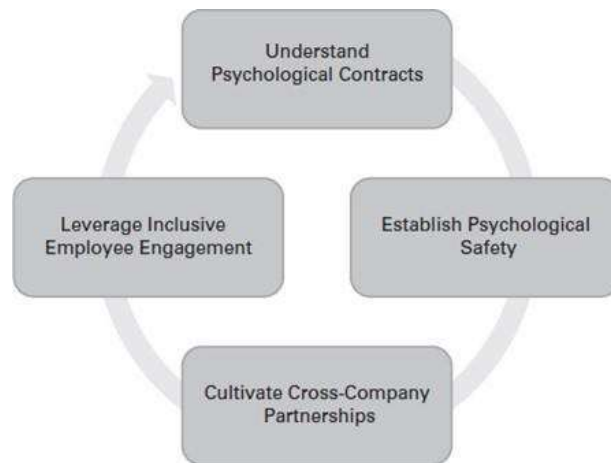 Understand
Psychological Contracts
Establish Psychological
Safety
Cultivate Cross-Company
Partnerships
Leverage Inclusive
Employee Engagement